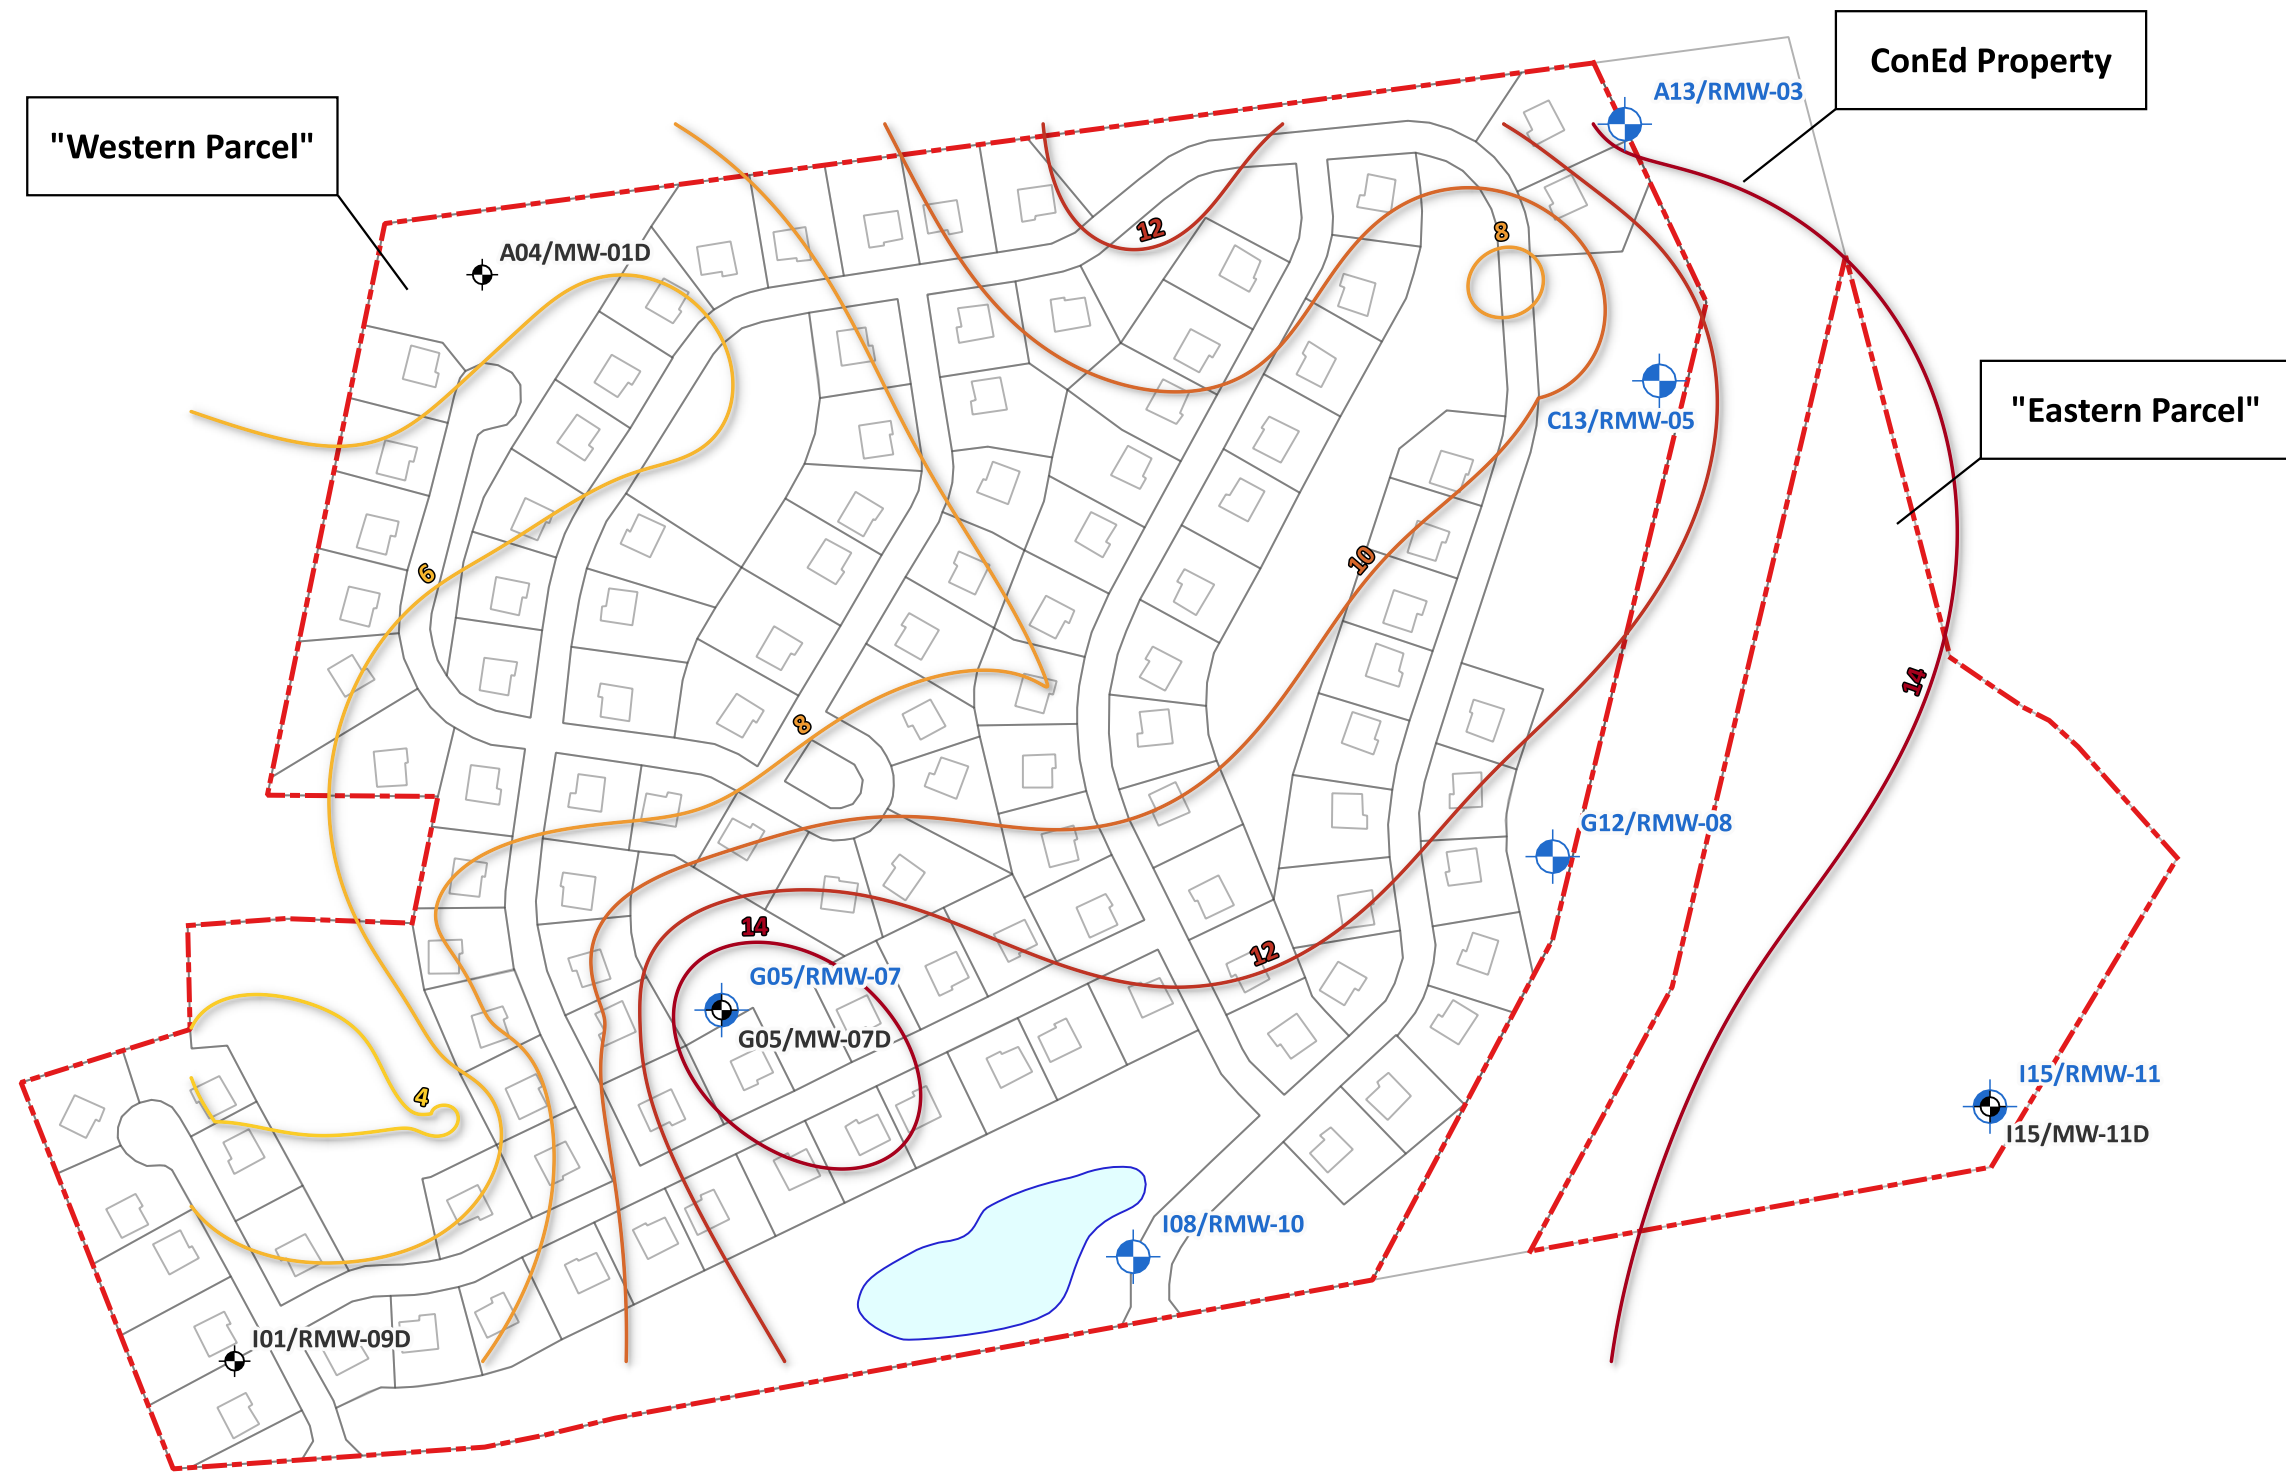 ConEd Property
A13/RMW-03
"Western Parcel"
12
8
A04/MW-01D
"Eastern Parcel"
C13/RMW-05
10
6
14
8
G12/RMW-08
14
12
G05/RMW-07
G05/MW-07D
I15/RMW-11
4
I15/MW-11D
I08/RMW-10
I01/RMW-09D